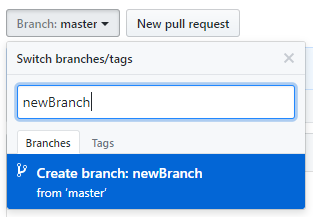 Branch: master
New pull request
Switch branches/tags
newBranch
Branches
Tags
Create branch: newBranch
from 'master'